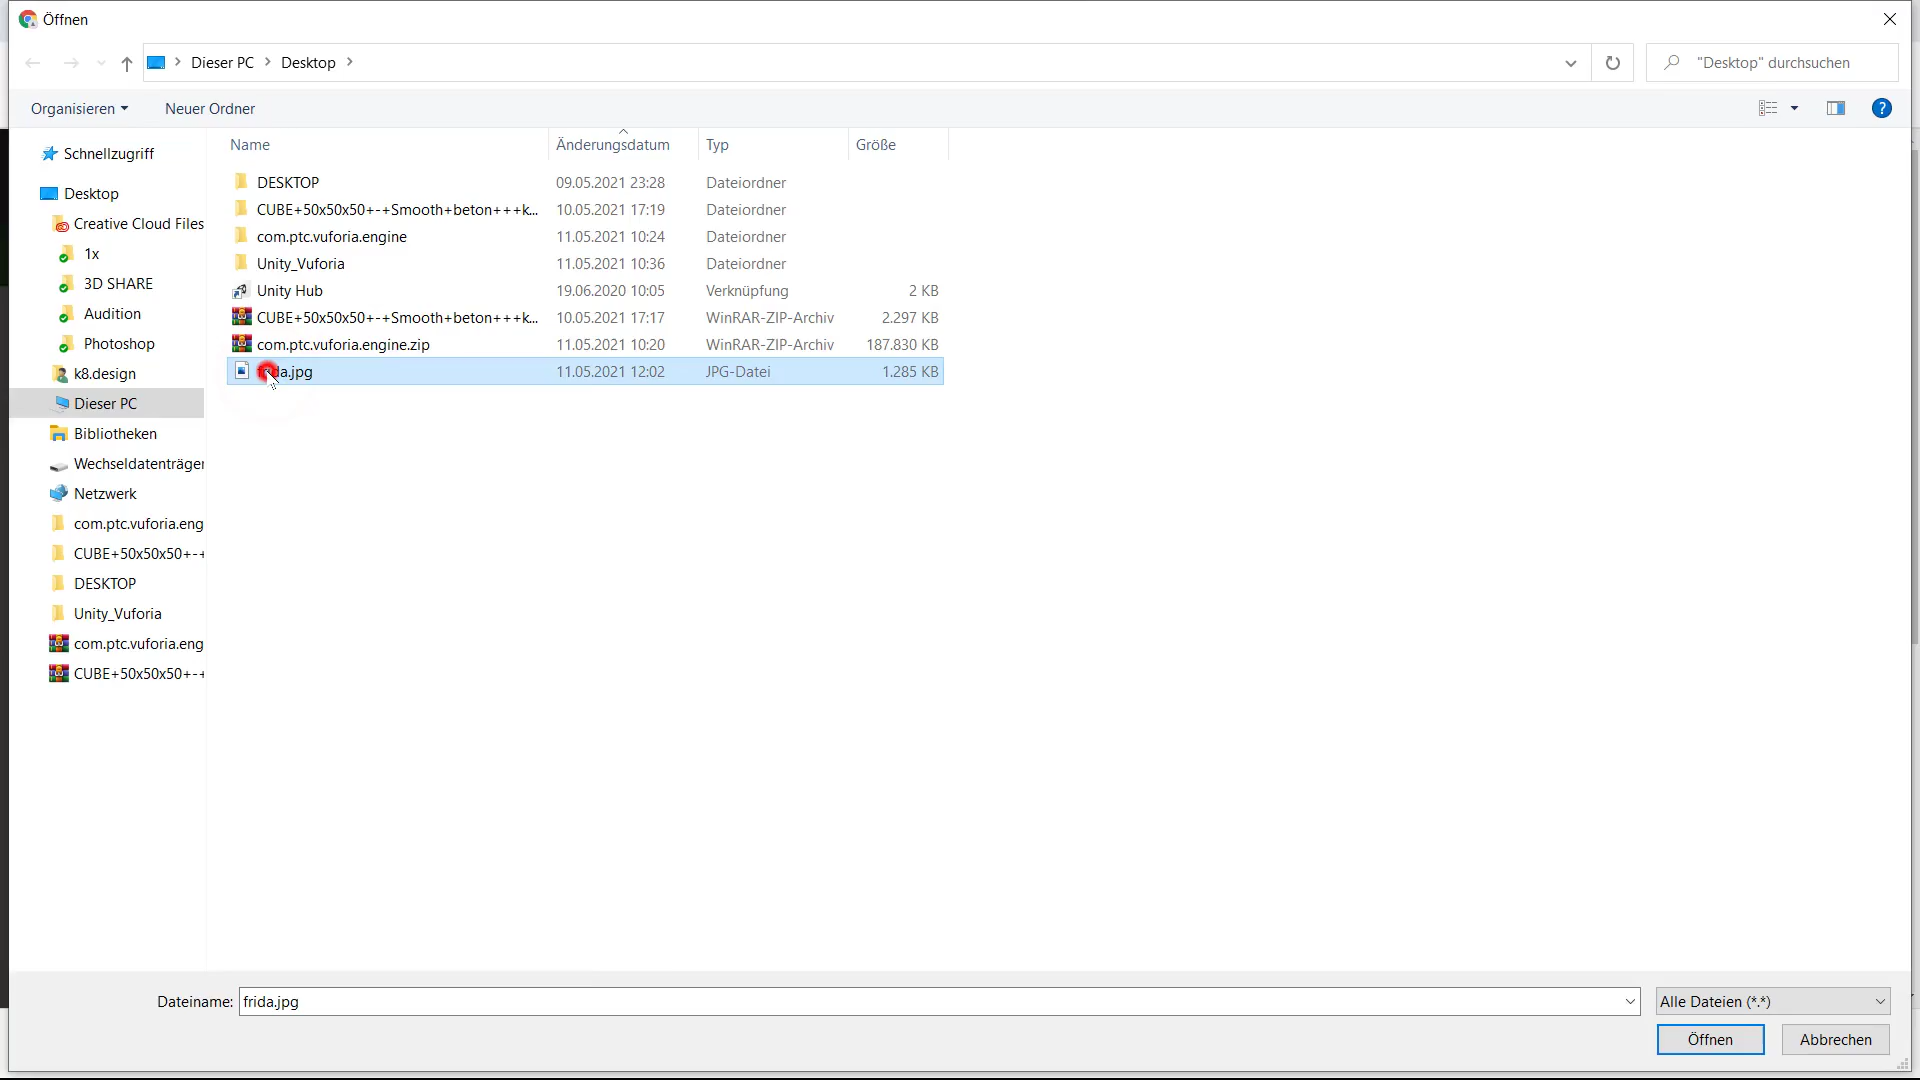 Öffnen
Dieser PC
Desktop
"Desktop" durchsuchen
Organisieren
Neuer Ordner
Name
Änderungsdatum
Typ
Größe
Schnellzugriff
Desktop
Creative Cloud Files
1x
3D SHARE
Audition
Photoshop
k8.design
Dieser PC
Bibliotheken
Wechseldatenträger
Netzwerk
com.ptc.vuforia.eng
CUBE+50x50x50+-+
DESKTOP
Unity_Vuforia
com.ptc.vuforia.eng
CUBE+50x50x50+-+
DESKTOP 09.05.2021 23:28 Dateiordner
CUBE+50x50x50+-+Smooth+beton+++k... 10.05.2021 17:19 Dateiordner
com.ptc.vuforia.engine 11.05.2021 10:24 Dateiordner
Unity_Vuforia 11.05.2021 10:36 Dateiordner
Unity Hub 19.06.2020 10:05 Verknüpfung 2 KB
CUBE+50x50x50+-+Smooth+beton+++k... 10.05.2021 17:17 WinRAR-ZIP-Archiv 2.297 KB
com.ptc.vuforia.engine.zip 11.05.2021 10:20 WinRAR-ZIP-Archiv 187.830 KB
frida.jpg 11.05.2021 12:02 JPG-Datei 1.285 KB
Dateiname: frida.jpg
Alle Dateien (*.*)
Öffnen
Abbrechen